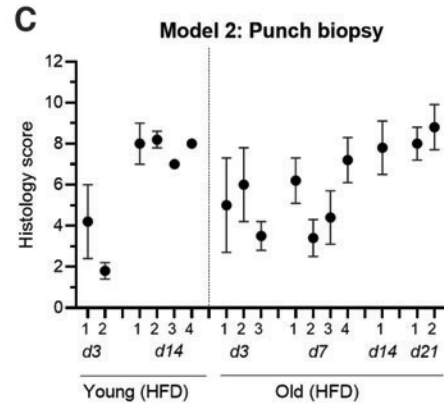 C
Model 2: Punch biopsy
Histology score
12
10
8
6
4
2
0
1 2 1 2 3 4 1 2 3 1 2 3 4 1 1 2
d3 d14 d3 d7 d14 d21
Young (HFD) Old (HFD)